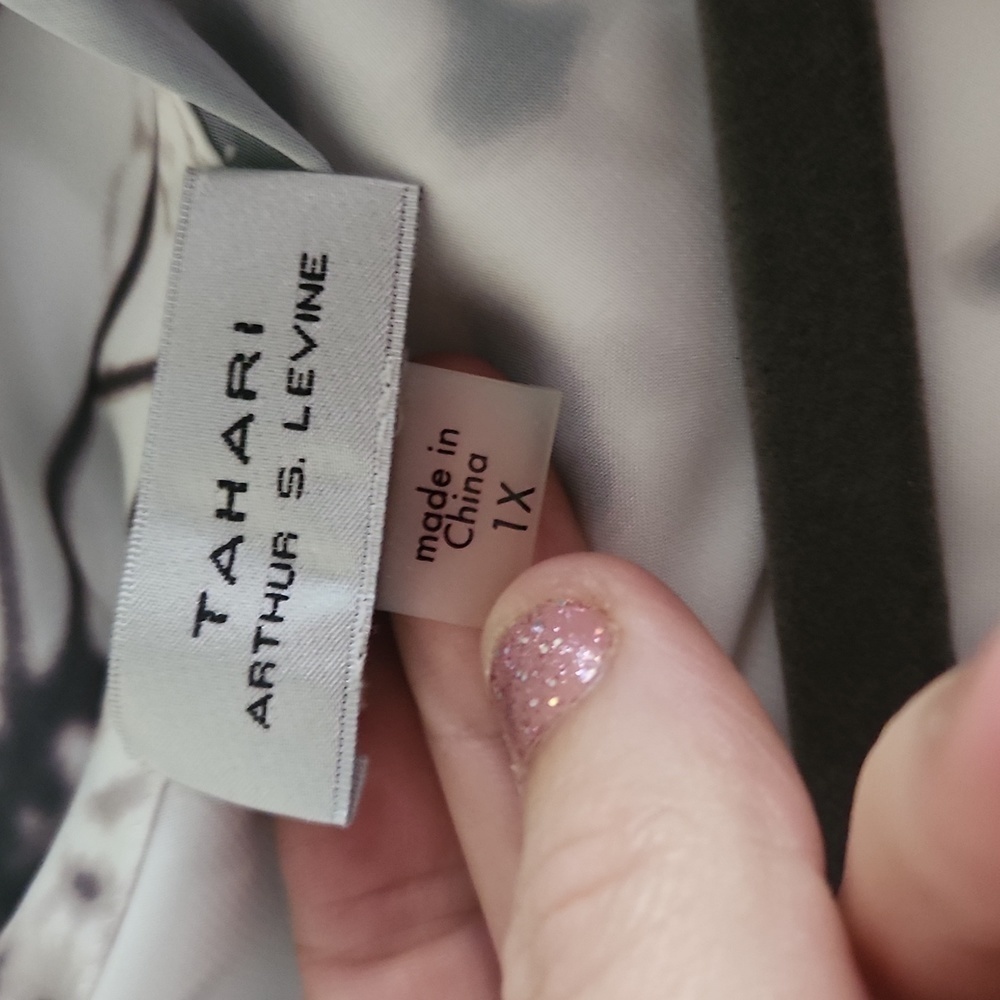 TAHARI
ARTHUR S. LEVINE
made in
China
1X